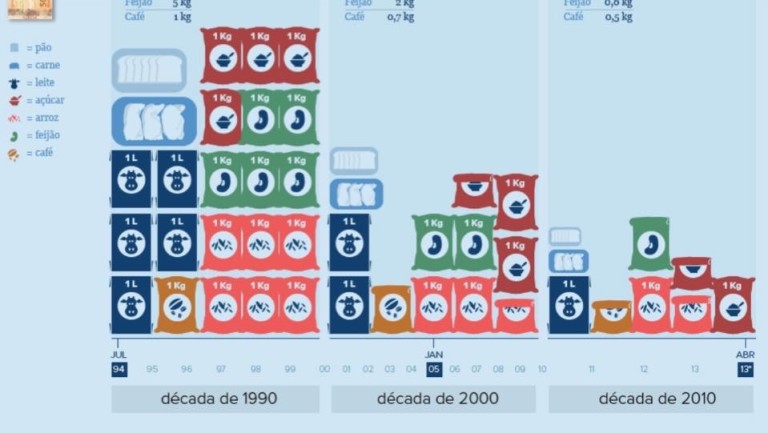 Feijão 5 kg
Café 1 kg
Feijão 2 kg
Café 0,7 kg
Feijão 0,8 kg
Café 0,5 kg
= pão
= carne
= leite
= açúcar
= arroz
= feijão
= café
1 Kg 1 Kg 1 Kg
1 Kg 1 Kg 1 Kg
1 L 1 L 1 Kg 1 Kg 1 Kg
1 L 1 L 1 Kg 1 Kg 1 Kg
1 L 1 Kg 1 Kg 1 Kg 1 Kg
1 Kg
1 L 1 Kg 1 Kg
1 Kg
1 L 1 Kg 1 Kg
1 L 1 Kg 1 Kg
JUL JAN ABR
94 95 96 97 98 99 00 01 02 03 04 05 06 07 08 09 10 11 12 13 13*
década de 1990
década de 2000
década de 2010